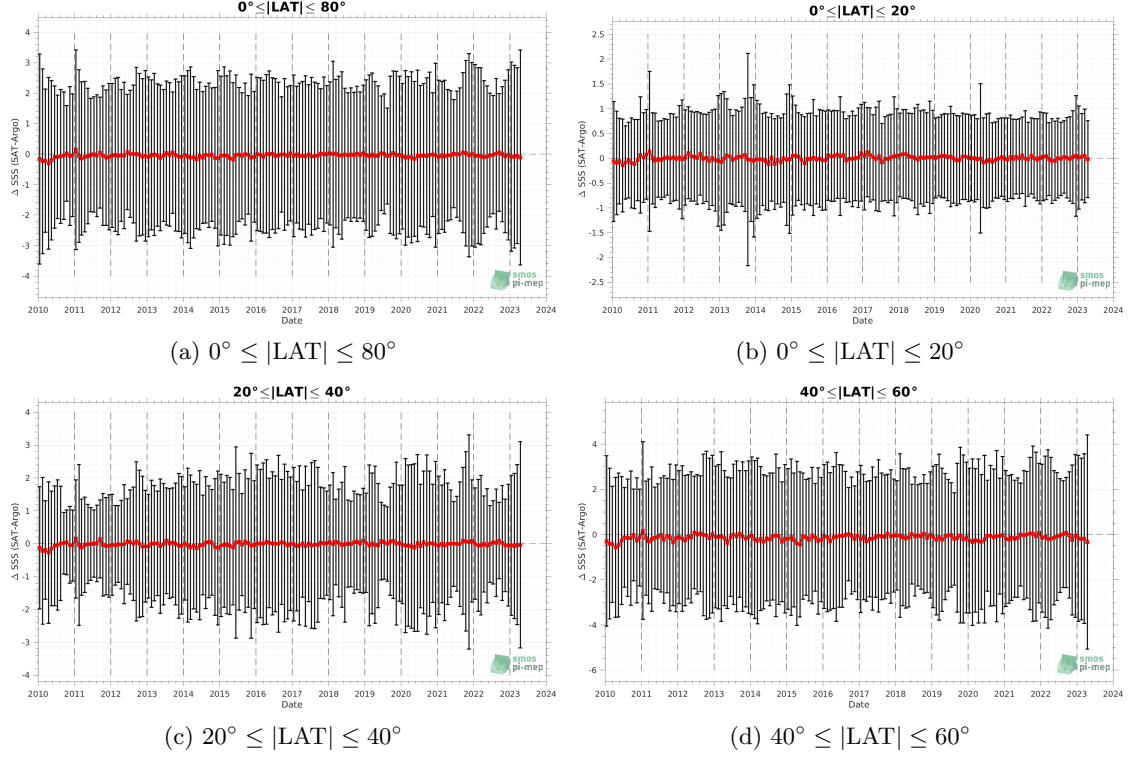 0°≤|LAT|≤ 80°
4
3
2
1
0
-1
-2
-3
-4
Δ SSS (SAT-Argo)
2010 2011 2012 2013 2014 2015 2016 2017 2018 2019 2020 2021 2022 2023 2024
Date
smos
pi-mep
(a) 0° ≤ |LAT| ≤ 80°
0°≤|LAT|≤ 20°
2.5
2
1.5
1
0.5
0
-0.5
-1
-1.5
-2
-2.5
Δ SSS (SAT-Argo)
2010 2011 2012 2013 2014 2015 2016 2017 2018 2019 2020 2021 2022 2023 2024
Date
smos
pi-mep
(b) 0° ≤ |LAT| ≤ 20°
20°≤|LAT|≤ 40°
4
3
2
1
0
-1
-2
-3
-4
Δ SSS (SAT-Argo)
2010 2011 2012 2013 2014 2015 2016 2017 2018 2019 2020 2021 2022 2023 2024
Date
smos
pi-mep
(c) 20° ≤ |LAT| ≤ 40°
40°≤|LAT|≤ 60°
4
2
0
-2
-4
-6
Δ SSS (SAT-Argo)
2010 2011 2012 2013 2014 2015 2016 2017 2018 2019 2020 2021 2022 2023 2024
Date
smos
pi-mep
(d) 40° ≤ |LAT| ≤ 60°